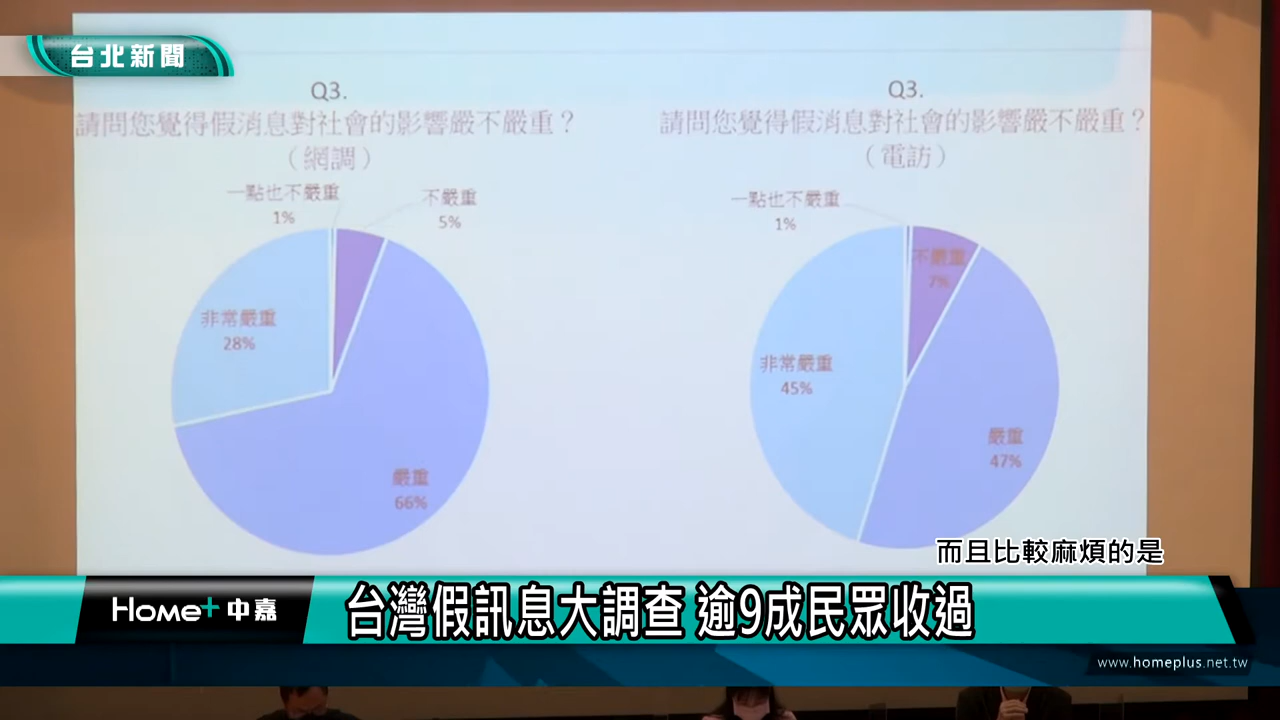 台北新聞
Q3.
請問您覺得假消息對社會的影響嚴不嚴重？
（網調）
一點也不嚴重
1%
不嚴重
5%
非常嚴重
28%
嚴重
66%
Q3.
請問您覺得假消息對社會的影響嚴不嚴重？
（電訪）
一點也不嚴重
1%
不嚴重
7%
非常嚴重
45%
嚴重
47%
而且比較麻煩的是
Home+中嘉
台灣假訊息大調查 逾9成民眾收過
www.homeplus.net.tw